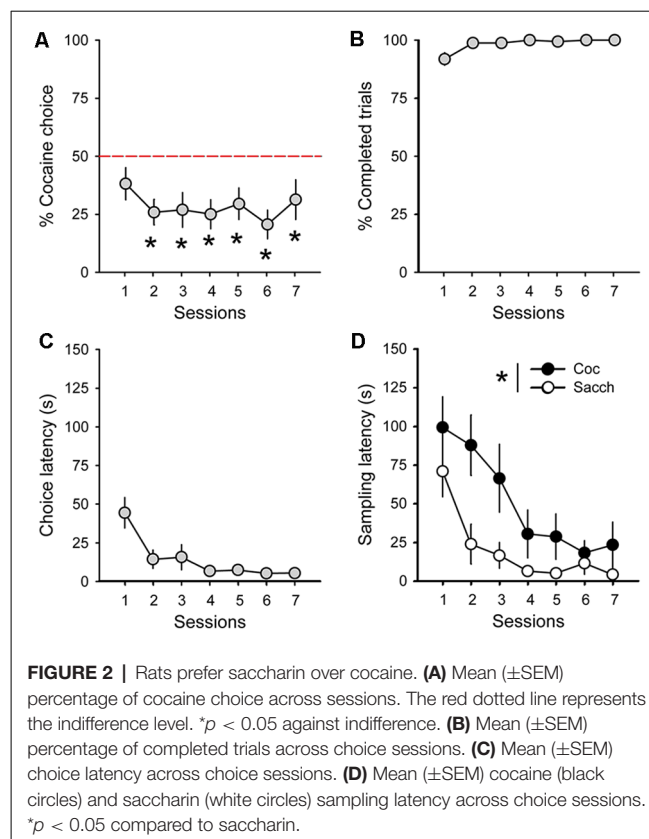 A
100
75
50
25
0
% Cocaine choice
* * * * * *
1 2 3 4 5 6 7
Sessions
B
100
75
50
25
0
% Completed trials
1 2 3 4 5 6 7
Sessions
C
150
125
100
75
50
25
0
Choice latency (s)
1 2 3 4 5 6 7
Sessions
D
150
125
100
75
50
25
0
Sampling latency (s)
*
Coc
Sacch
1 2 3 4 5 6 7
Sessions
FIGURE 2 | Rats prefer saccharin over cocaine. (A) Mean (±SEM)
percentage of cocaine choice across sessions. The red dotted line represents
the indifference level. *p < 0.05 against indifference. (B) Mean (±SEM)
percentage of completed trials across choice sessions. (C) Mean (±SEM)
choice latency across choice sessions. (D) Mean (±SEM) cocaine (black
circles) and saccharin (white circles) sampling latency across choice sessions.
*p < 0.05 compared to saccharin.